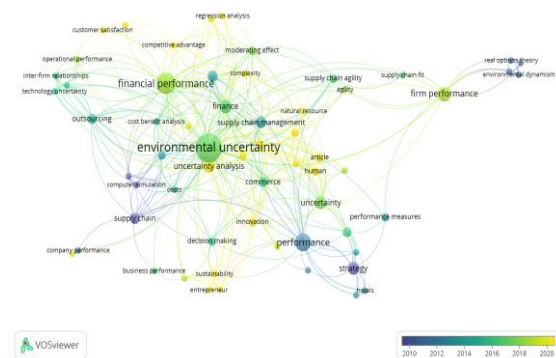 regression analysis
customer satisfaction
competitive advantage
moderating effect
operational performance
real options theory
inter-firm relationships
financial performance
complexity
supply chain agility
supply chain fit
environmental dynamism
technology uncertainty
agility
firm performance
finance
natural resource
outsourcing
cost benefit analysis
supply chain management
environmental uncertainty
article
uncertainty analysis
human
computer simulation
commerce
costs
uncertainty
supply chain
innovation
performance measures
decision making
performance
company performance
business performance
sustainability
strategy
entrepreneur
hotels
VOSviewer
2010 2012 2014 2016 2018 2020